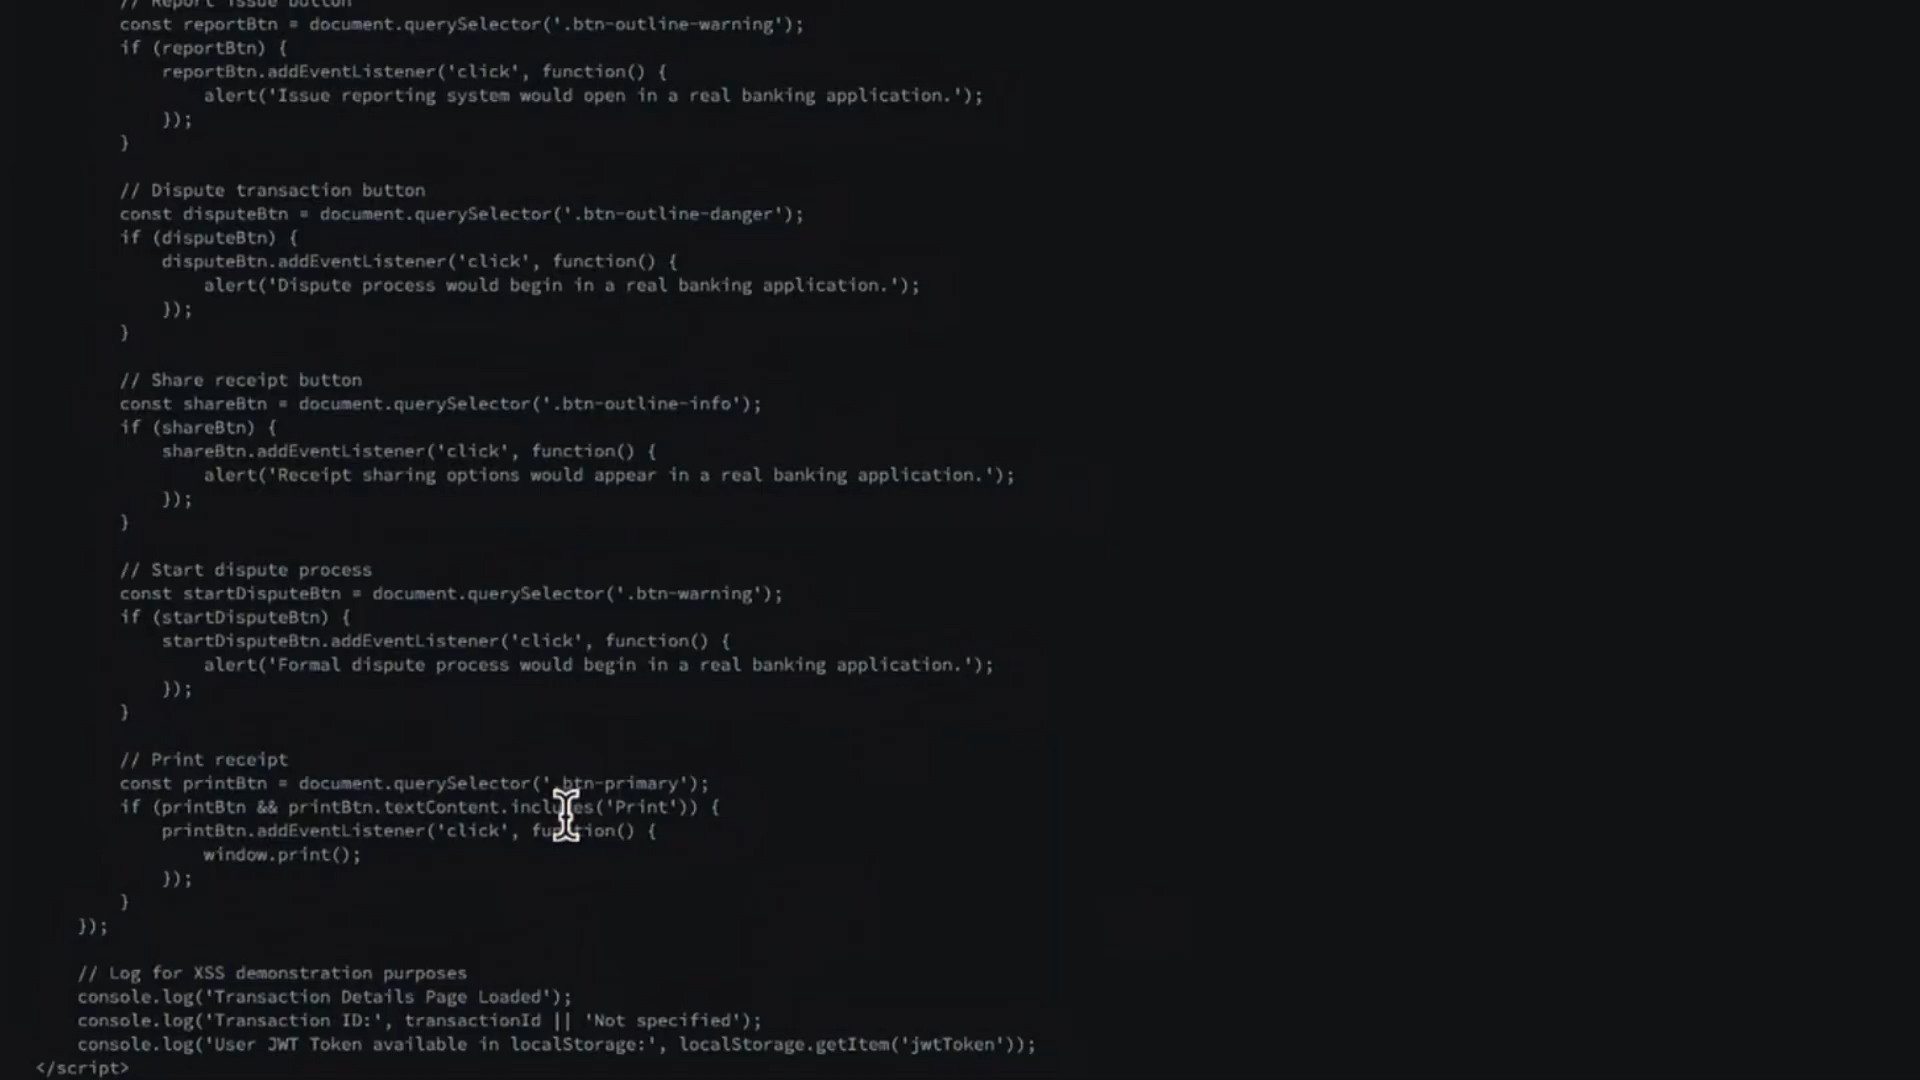 // Report issue button
const reportBtn = document.querySelector('.btn-outline-warning');
if (reportBtn) {
reportBtn.addEventListener('click', function() {
alert('Issue reporting system would open in a real banking application.');
});
}
// Dispute transaction button
const disputeBtn = document.querySelector('.btn-outline-danger');
if (disputeBtn) {
disputeBtn.addEventListener('click', function() {
alert('Dispute process would begin in a real banking application.');
});
}
// Share receipt button
const shareBtn = document.querySelector('.btn-outline-info');
if (shareBtn) {
shareBtn.addEventListener('click', function() {
alert('Receipt sharing options would appear in a real banking application.');
});
}
// Start dispute process
const startDisputeBtn = document.querySelector('.btn-warning');
if (startDisputeBtn) {
startDisputeBtn.addEventListener('click', function() {
alert('Formal dispute process would begin in a real banking application.');
});
}
// Print receipt
const printBtn = document.querySelector('.btn-primary');
if (printBtn && printBtn.textContent.includes('Print')) {
printBtn.addEventListener('click', function() {
window.print();
});
}
});
// Log for XSS demonstration purposes
console.log('Transaction Details Page Loaded');
console.log('Transaction ID:', transactionId || 'Not specified');
console.log('User JWT Token available in localStorage:', localStorage.getItem('jwtToken'));
</script>